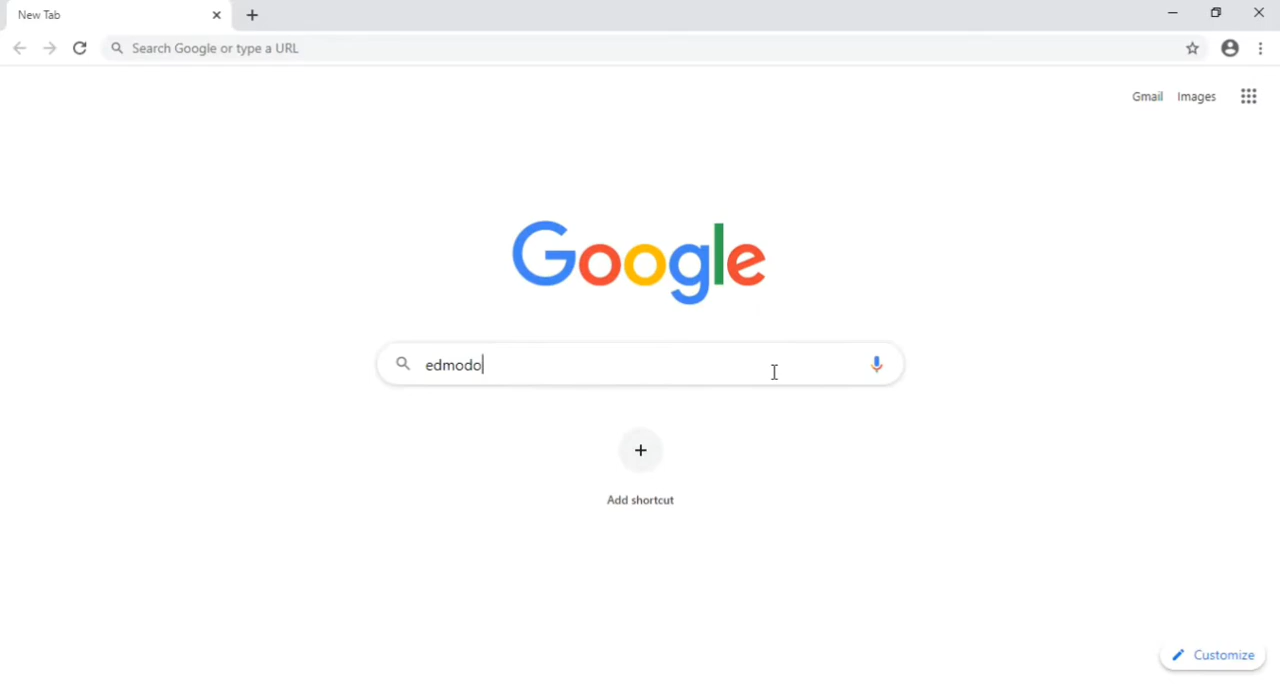 New Tab
Search Google or type a URL
Gmail Images
Google
edmodo
Add shortcut
Customize